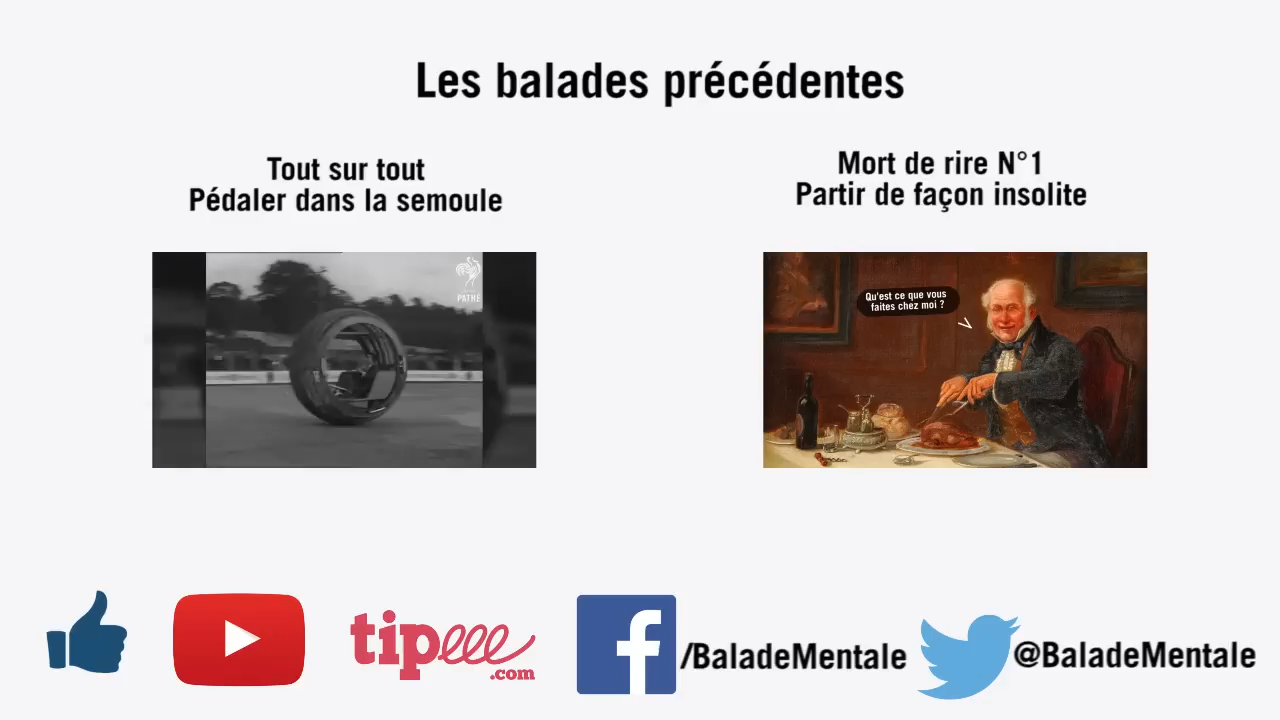 Les balades précédentes
Tout sur tout
Pédaler dans la semoule
Mort de rire N°1
Partir de façon insolite
PATHÉ
Qu'est ce que vous
faites chez moi ?
tipeee
.com
/BaladeMentale
@BaladeMentale